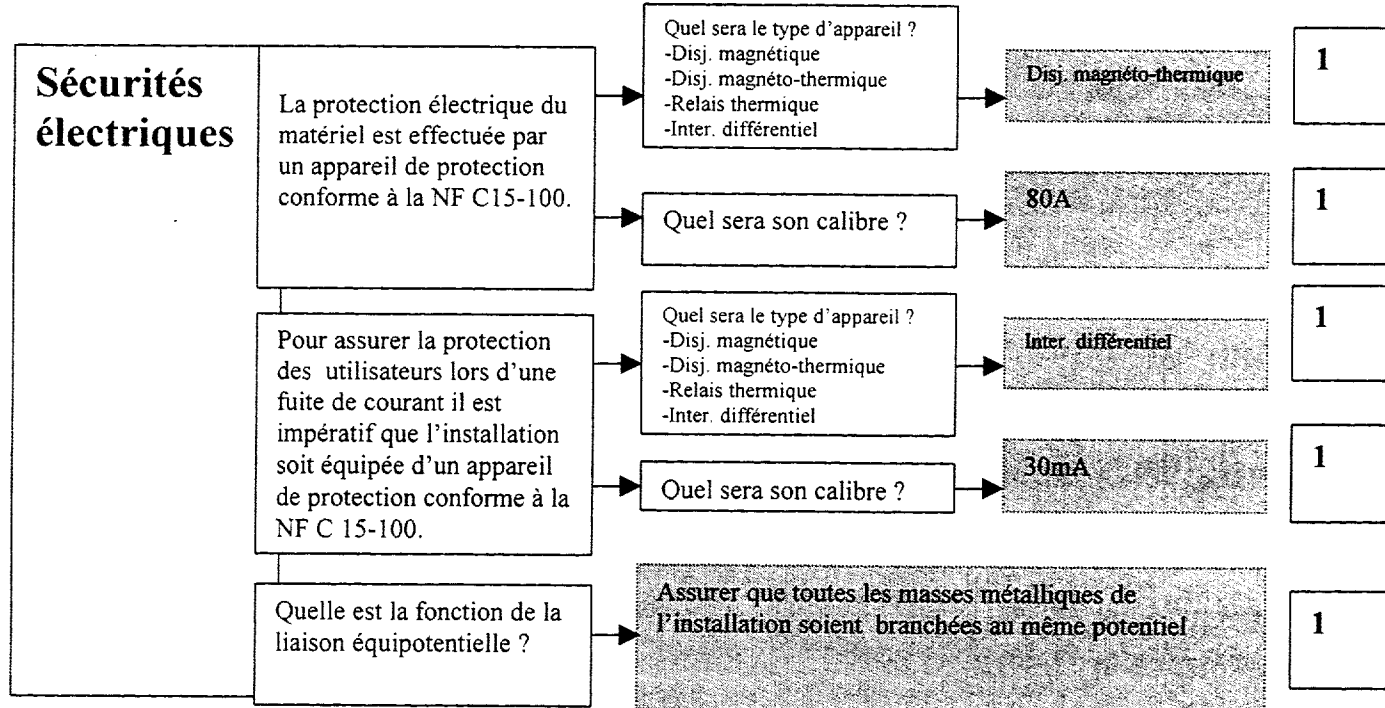 Sécurités
électriques
La protection électrique du
matériel est effectuée par
un appareil de protection
conforme à la NF C15-100.
Quel sera le type d'appareil ?
-Disj. magnétique
-Disj. magnéto-thermique
-Relais thermique
-Inter. différentiel
Disj. magnéto-thermique
1
Quel sera son calibre ?
80A
1
Pour assurer la protection
des utilisateurs lors d'une
fuite de courant il est
impératif que l'installation
soit équipée d'un appareil
de protection conforme à la
NF C 15-100.
Quel sera le type d'appareil ?
-Disj. magnétique
-Disj. magnéto-thermique
-Relais thermique
-Inter. différentiel
Inter. différentiel
1
Quel sera son calibre ?
30mA
1
Quelle est la fonction de la
liaison équipotentielle ?
Assurer que toutes les masses métalliques de
l'installation soient branchées au même potentiel
1